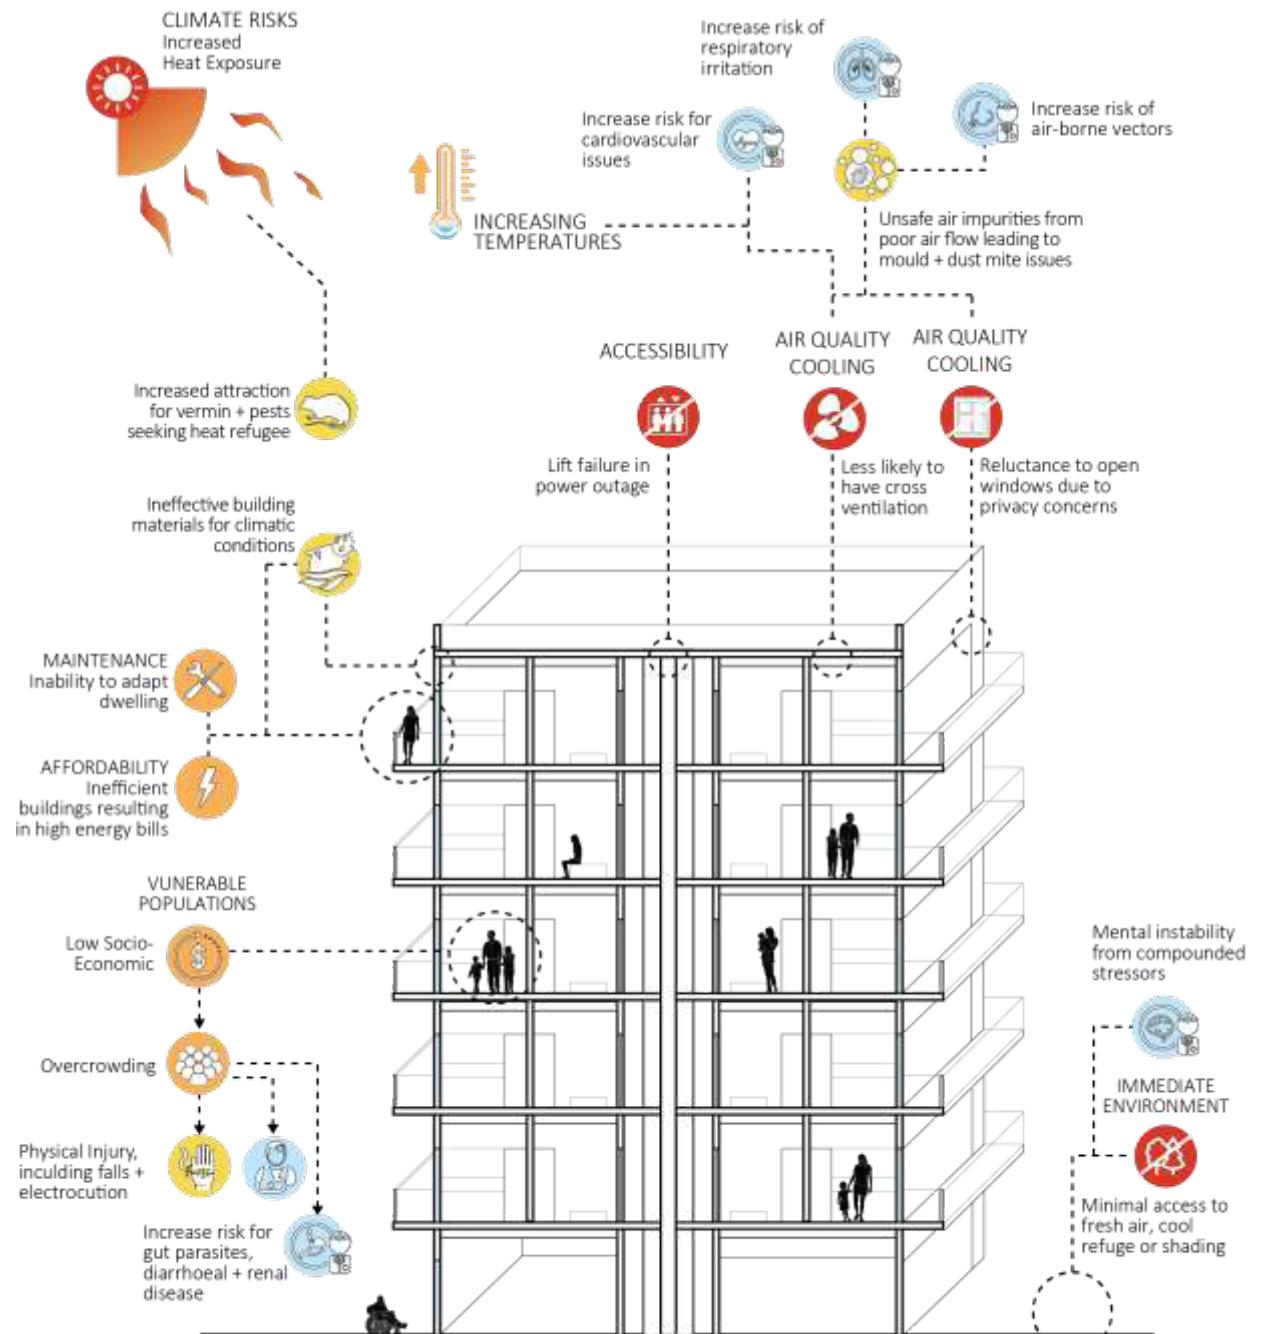 CLIMATE RISKS
Increased
Heat Exposure
Increase risk of
respiratory
irritation
Increase risk for
cardiovascular
issues
Increase risk of
air-borne vectors
INCREASING
TEMPERATURES
Unsafe air impurities from
poor air flow leading to
mould + dust mite issues
ACCESSIBILITY
AIR QUALITY
COOLING
AIR QUALITY
COOLING
Increased attraction
for vermin + pests
seeking heat refugee
Lift failure in
power outage
Less likely to
have cross
ventilation
Reluctance to open
windows due to
privacy concerns
Ineffective building
materials for climatic
conditions
MAINTENANCE
Inability to adapt
dwelling
AFFORDABILITY
Inefficient
buildings resulting
in high energy bills
VUNERABLE
POPULATIONS
Low Socio-
Economic
$
Overcrowding
Physical Injury,
inculding falls +
electrocution
Increase risk for
gut parasites,
diarrhoeal + renal
disease
Mental instability
from compounded
stressors
IMMEDIATE
ENVIRONMENT
Minimal access to
fresh air, cool
refuge or shading